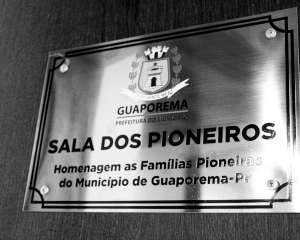 GUAPOREMA
PREFEITURA DO MUNICÍPIO
SALA DOS PIONEIROS
Homenagem as Famílias Pioneiras
do Município de Guaporema-Pr